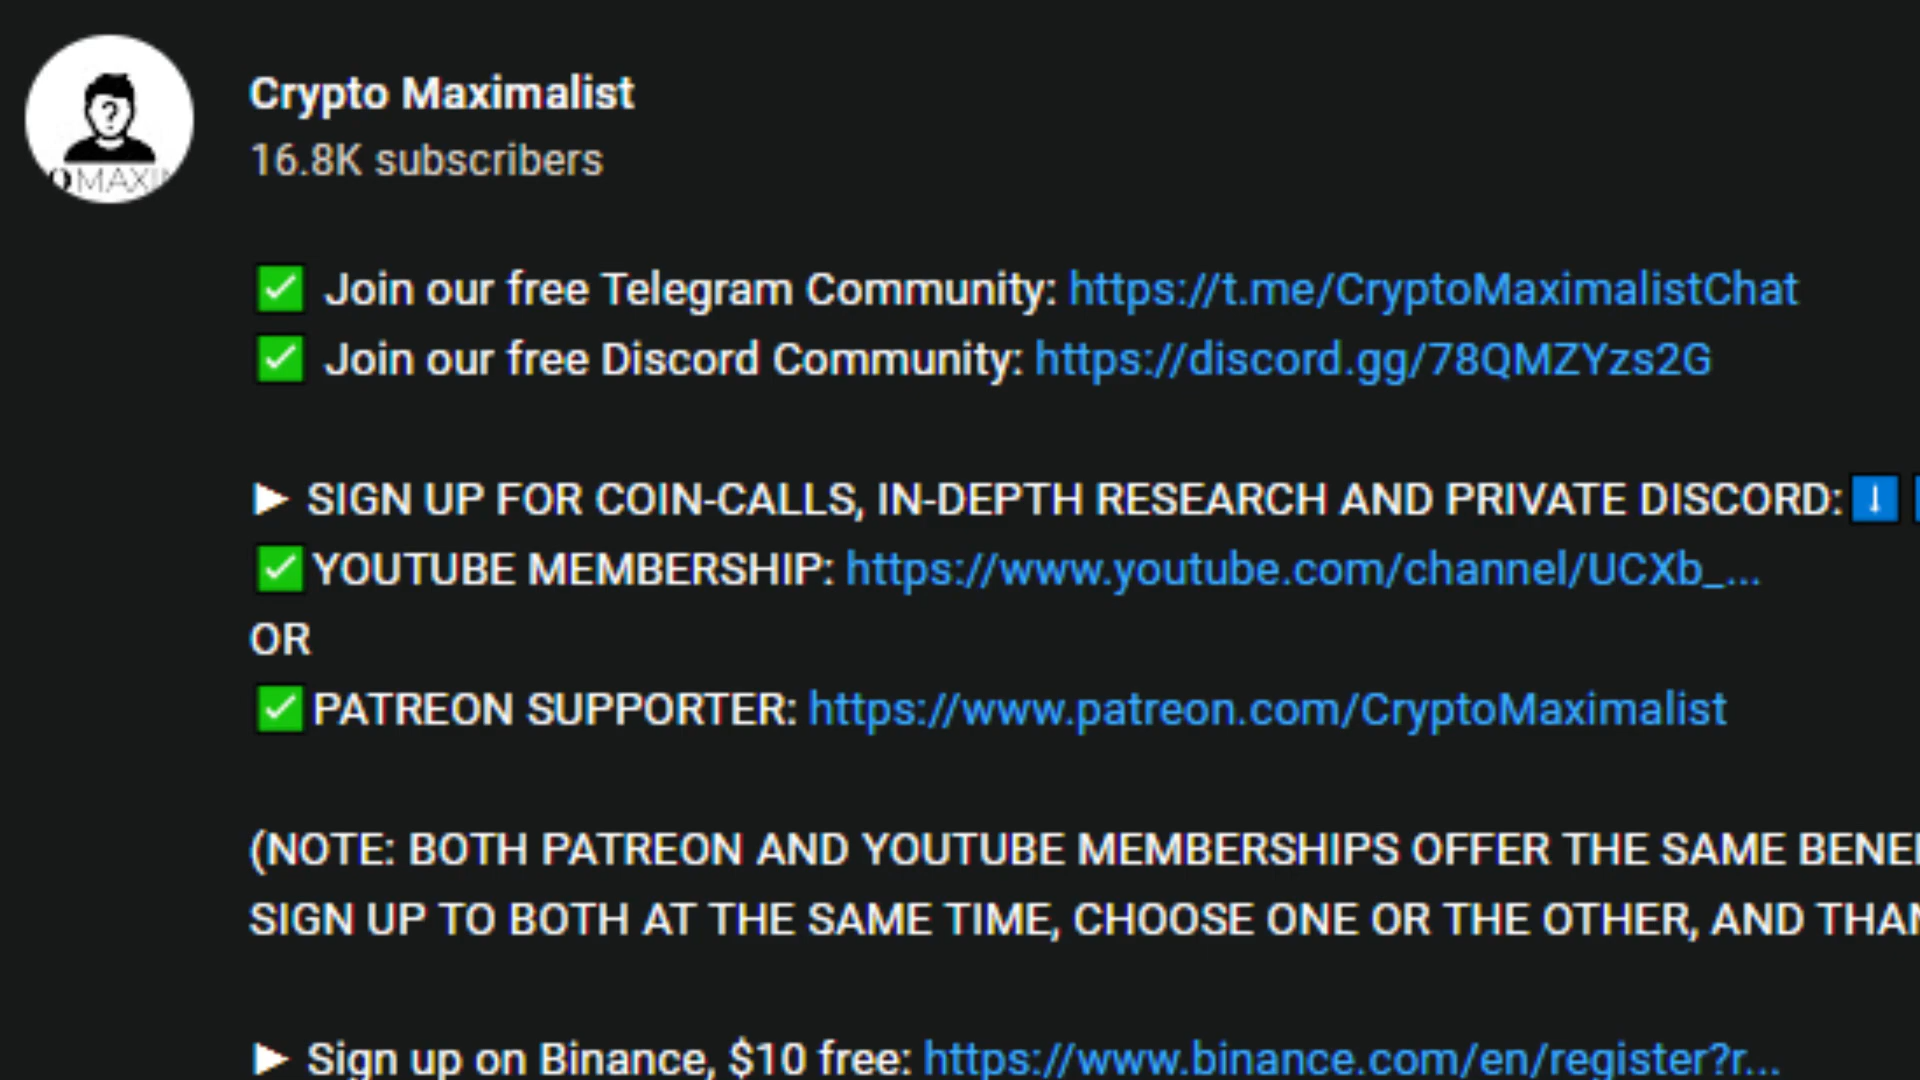 Crypto Maximalist
16.8K subscribers
?
MAXI
✅ Join our free Telegram Community: https://t.me/CryptoMaximalistChat
✅ Join our free Discord Community: https://discord.gg/78QMZYzs2G
► SIGN UP FOR COIN-CALLS, IN-DEPTH RESEARCH AND PRIVATE DISCORD: ⬇
✅ YOUTUBE MEMBERSHIP: https://www.youtube.com/channel/UCXb_...
OR
✅ PATREON SUPPORTER: https://www.patreon.com/CryptoMaximalist
(NOTE: BOTH PATREON AND YOUTUBE MEMBERSHIPS OFFER THE SAME BENE
SIGN UP TO BOTH AT THE SAME TIME, CHOOSE ONE OR THE OTHER, AND THAN
► Sign up on Binance, $10 free: https://www.binance.com/en/register?r...